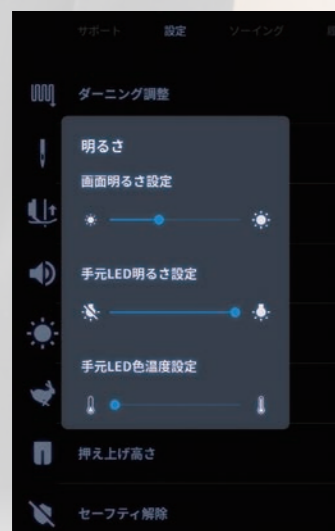 サポート 設定 ソーイング
ダーニング調整
明るさ
画面明るさ設定
手元LED明るさ設定
手元LED色温度設定
押え上げ高さ
セーフティ解除